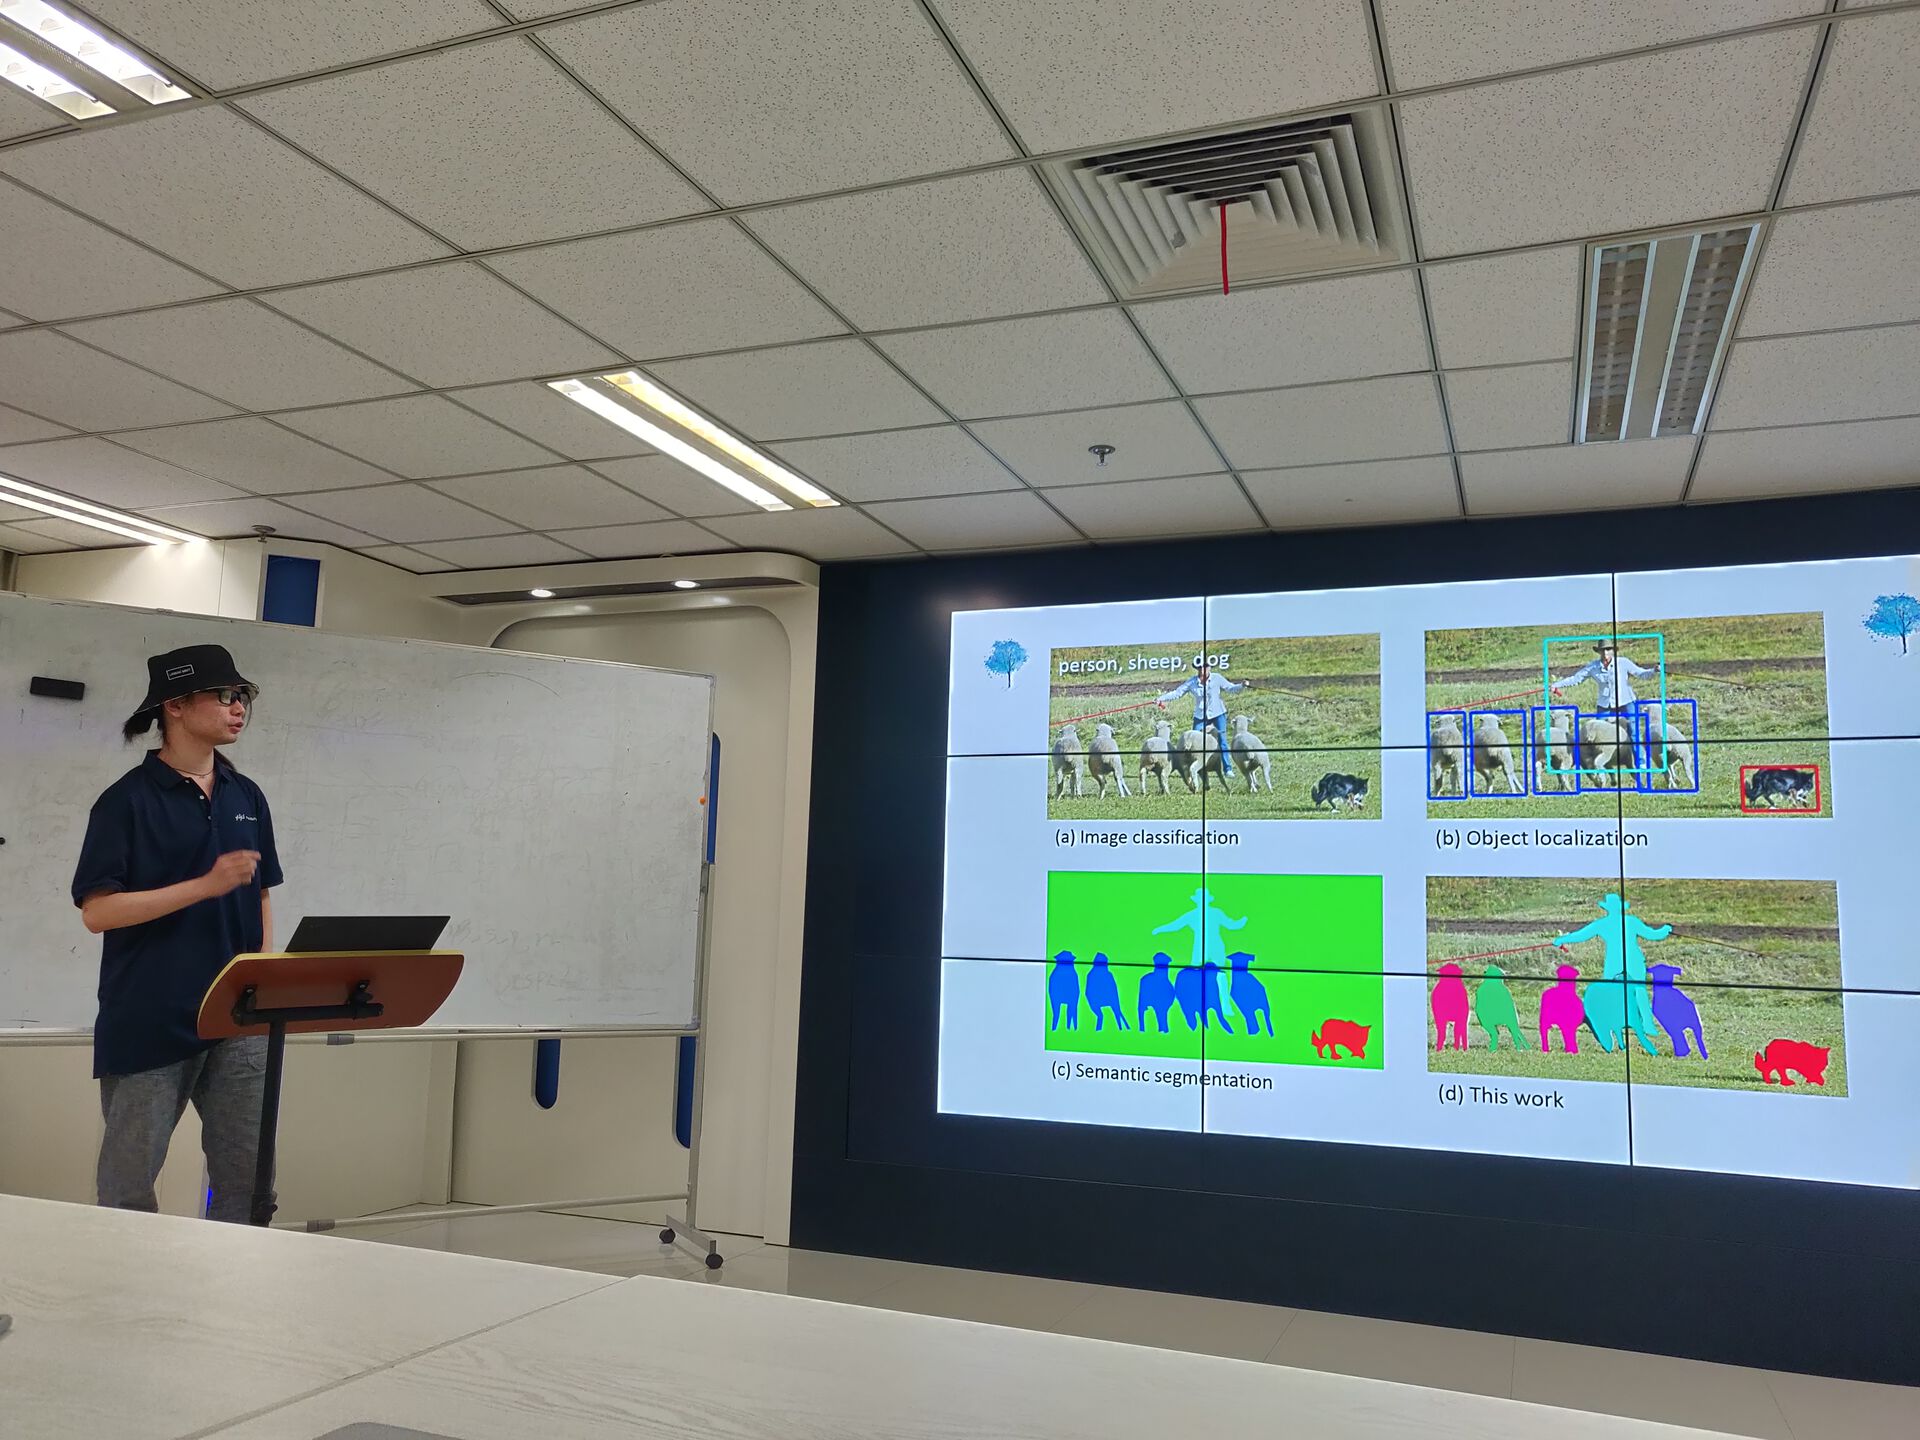 person, sheep, dog
(a) Image classification
(b) Object localization
(c) Semantic segmentation
(d) This work